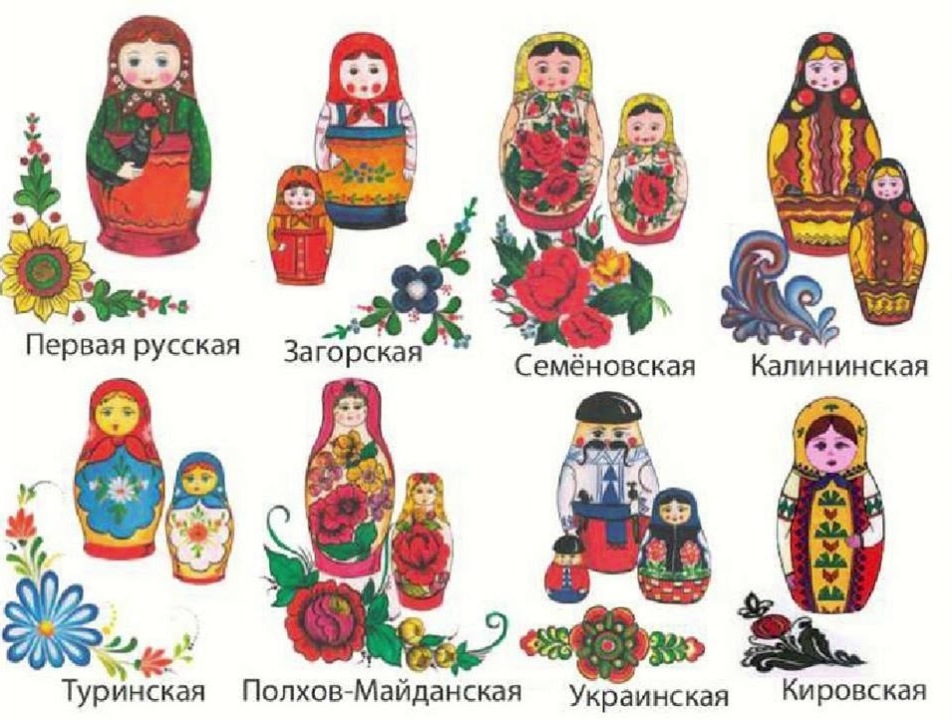 Первая русская
Загорская
Семёновская
Калининская
Туринская
Полхов-Майданская
Украинская
Кировская